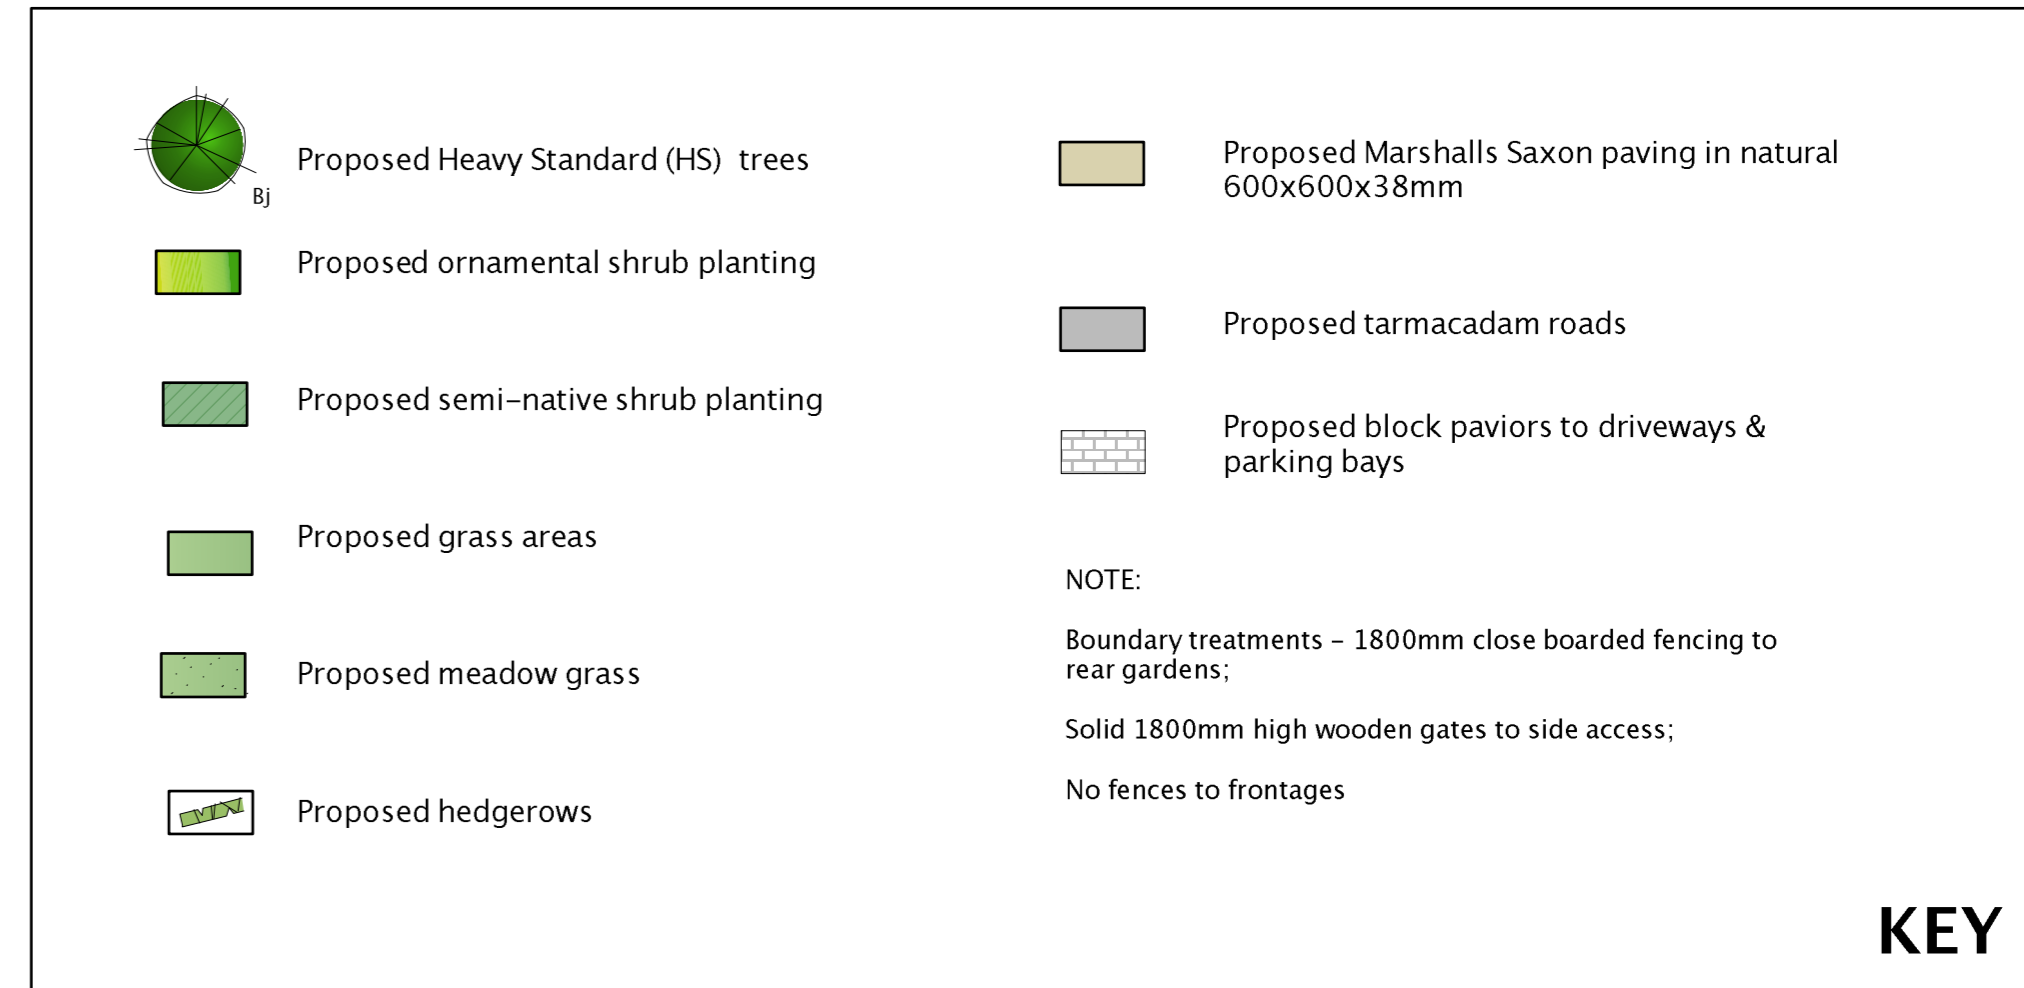 Proposed Heavy Standard (HS) trees
Bj
Proposed ornamental shrub planting
Proposed semi-native shrub planting
Proposed grass areas
Proposed meadow grass
Proposed hedgerows
Proposed Marshalls Saxon paving in natural
600x600x38mm
Proposed tarmacadam roads
Proposed block paviors to driveways &
parking bays
NOTE:
Boundary treatments - 1800mm close boarded fencing to
rear gardens;
Solid 1800mm high wooden gates to side access;
No fences to frontages
KEY